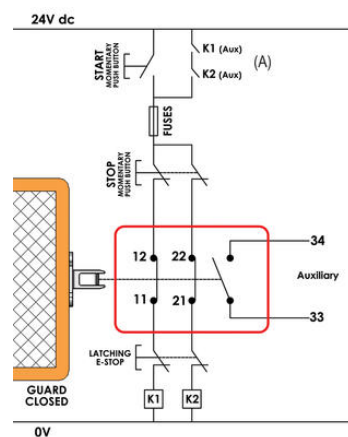 24V dc
START
MOMENTARY
PUSH BUTTON
K1 (Aux)
K2 (Aux)
(A)
FUSES
STOP
MOMENTARY
PUSH BUTTON
12
22
34
Auxiliary
11
21
33
LATCHING
E-STOP
GUARD
CLOSED
K1
K2
0V